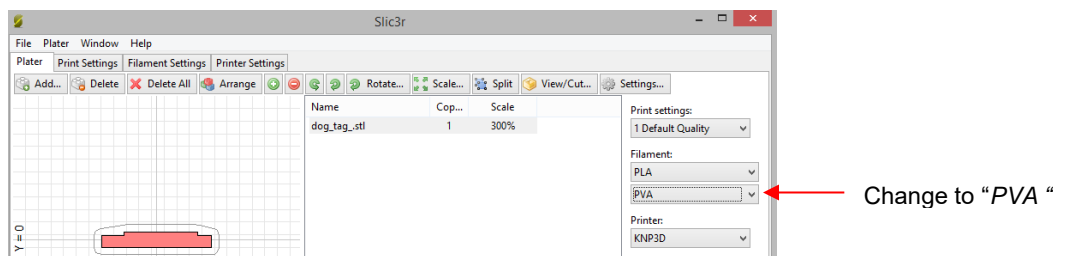 Slic3r
File Plater Window Help
Plater Print Settings Filament Settings Printer Settings
Add... Delete Delete All Arrange Rotate... Scale... Split View/Cut... Settings...
Name Cop... Scale
dog_tag_.stl 1 300%
Print settings:
1 Default Quality
Filament:
PLA
PVA
Change to “PVA “
Printer:
KNP3D
Y = 0